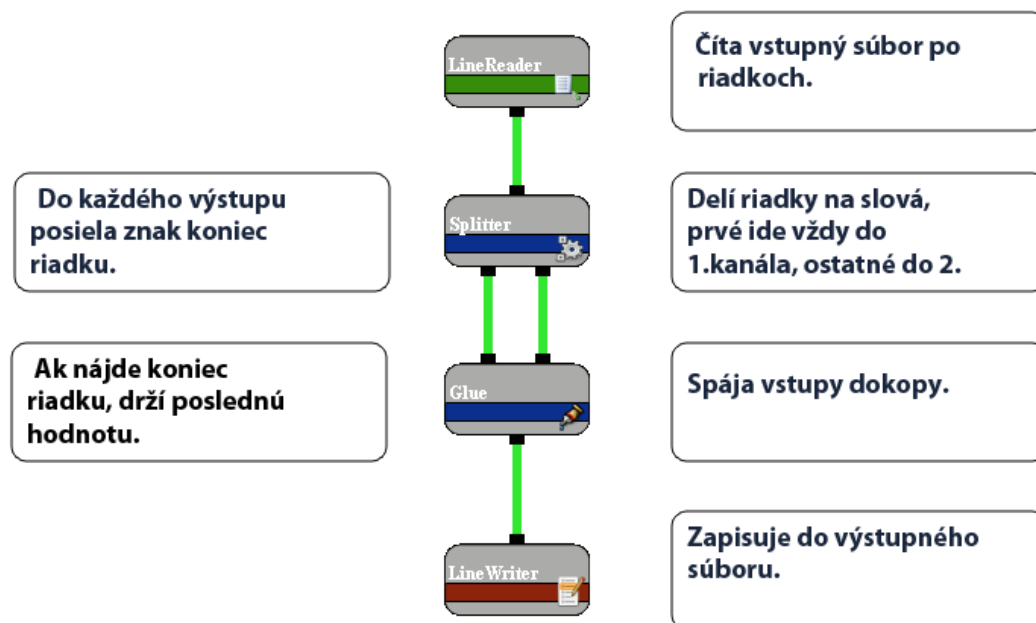 LineReader
Číta vstupný súbor po
riadkoch.
Do každého výstupu
posiela znak koniec
riadku.
Splitter
Delí riadky na slová,
prvé ide vždy do
1.kanála, ostatné do 2.
Ak nájde koniec
riadku, drží poslednú
hodnotu.
Glue
Spája vstupy dokopy.
LineWriter
Zapisuje do výstupného
súboru.